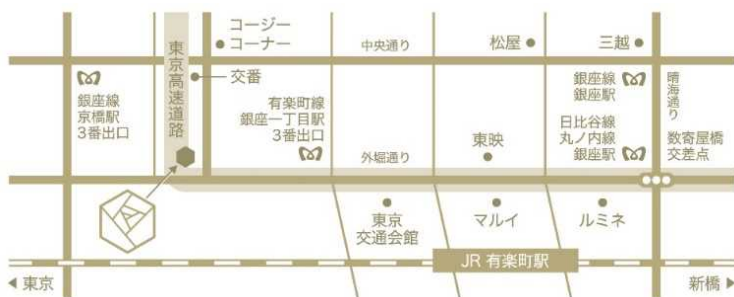 コージー
コーナー
中央通り
松屋
三越
東京高速道路
交番
銀座線
京橋駅
3番出口
有楽町線
銀座一丁目駅
3番出口
銀座線
銀座駅
晴海通り
日比谷線
丸ノ内線
銀座駅
数寄屋橋
交差点
外堀通り
東映
東京
交通会館
マルイ
ルミネ
JR 有楽町駅
東京
新橋